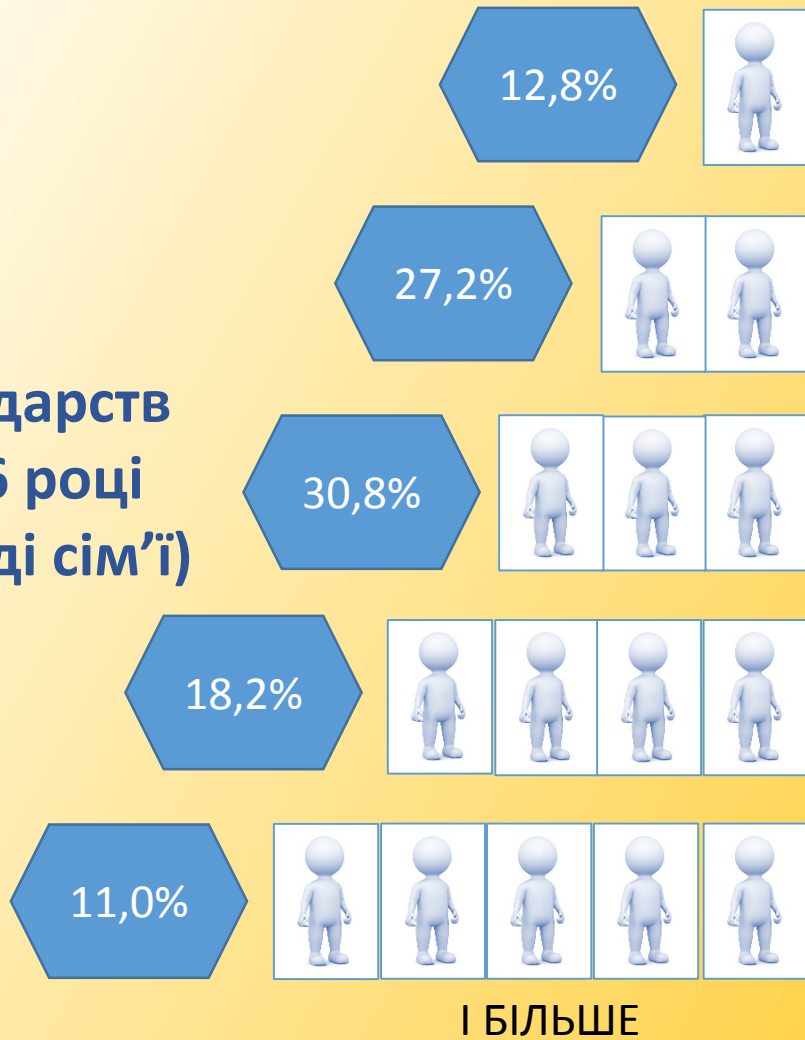 12,8%
27,2%
30,8%
18,2%
11,0%
дарств
6 році
ді сім’ї)
І БІЛЬШЕ